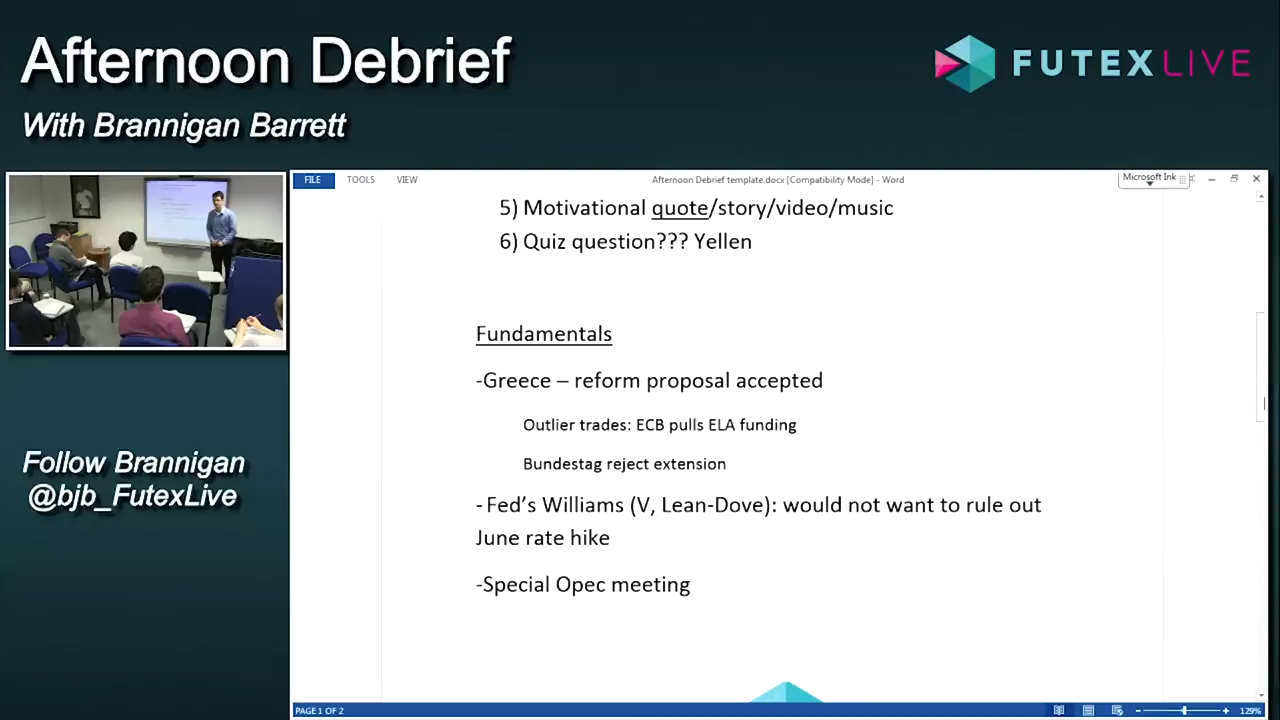 Afternoon Debrief
With Brannigan Barrett
FUTEXLIVE
FILE TOOLS VIEW Afternoon Debrief template.docx [Compatibility Mode] - Word Microsoft Ink
5) Motivational quote/story/video/music
6) Quiz question??? Yellen
Fundamentals
-Greece – reform proposal accepted
Outlier trades: ECB pulls ELA funding
Bundestag reject extension
- Fed's Williams (V, Lean-Dove): would not want to rule out
June rate hike
-Special Opec meeting
Follow Brannigan
@bjb_FutexLive
PAGE 1 OF 2 129%